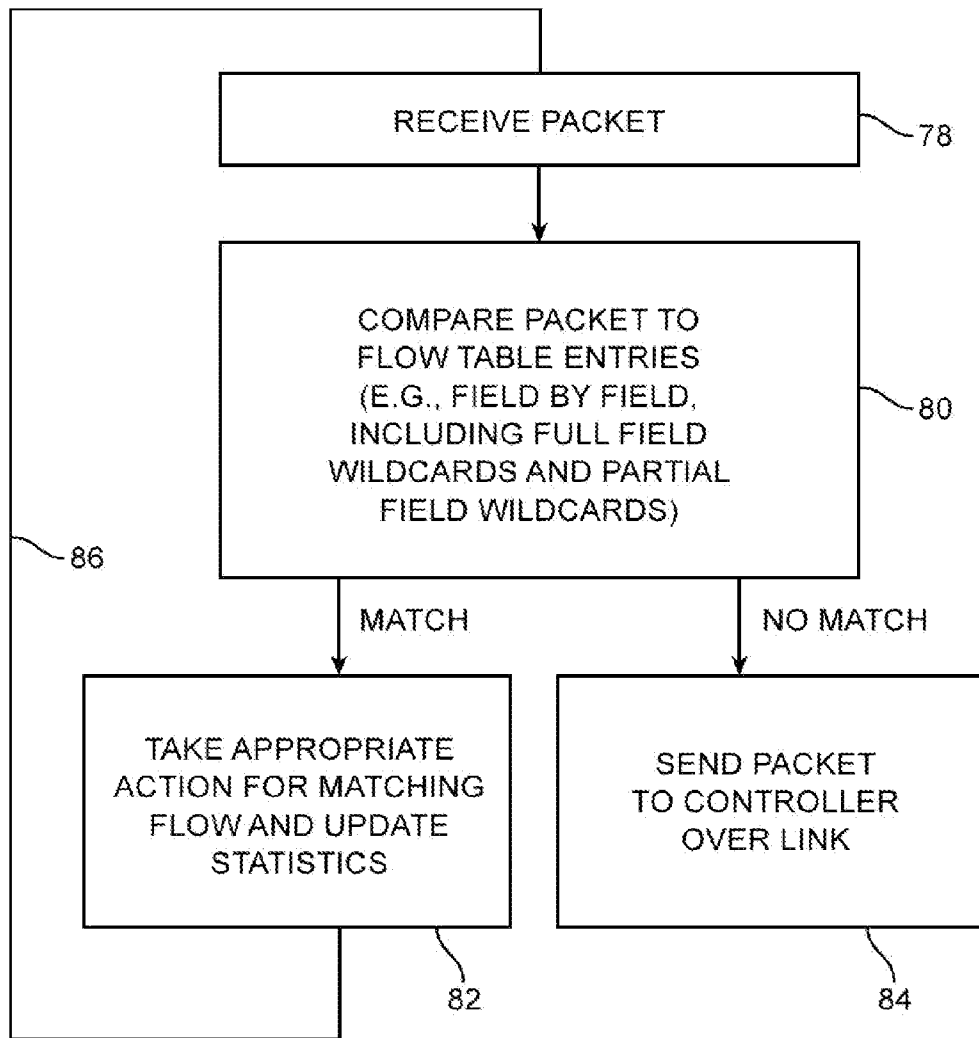 RECEIVE PACKET
78
COMPARE PACKET TO
FLOW TABLE ENTRIES
(E.G., FIELD BY FIELD,
INCLUDING FULL FIELD
WILDCARDS AND PARTIAL
FIELD WILDCARDS)
80
86
MATCH
NO MATCH
TAKE APPROPRIATE
ACTION FOR MATCHING
FLOW AND UPDATE
STATISTICS
82
SEND PACKET
TO CONTROLLER
OVER LINK
84